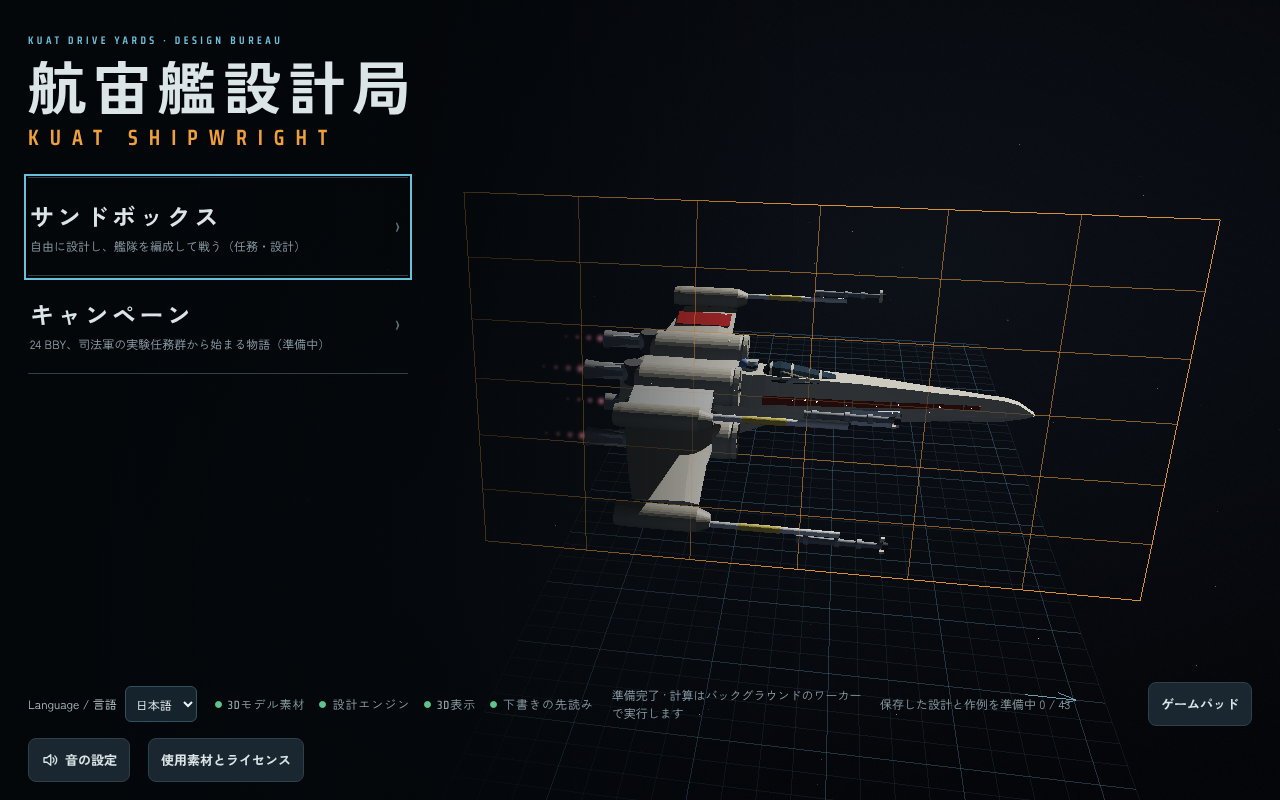 KUAT DRIVE YARDS · DESIGN BUREAU
航宙艦設計局
KUAT SHIPWRIGHT
サンドボックス
自由に設計し、艦隊を編成して戦う（任務・設計）
キャンペーン
24 BBY、司法軍の実験任務群から始まる物語（準備中）
Language / 言語
日本語
3Dモデル素材
設計エンジン
3D表示
下書きの先読み
準備完了 · 計算はバックグラウンドのワーカー
で実行します
保存した設計と作例を準備中 0 / 43
ゲームパッド
音の設定
使用素材とライセンス